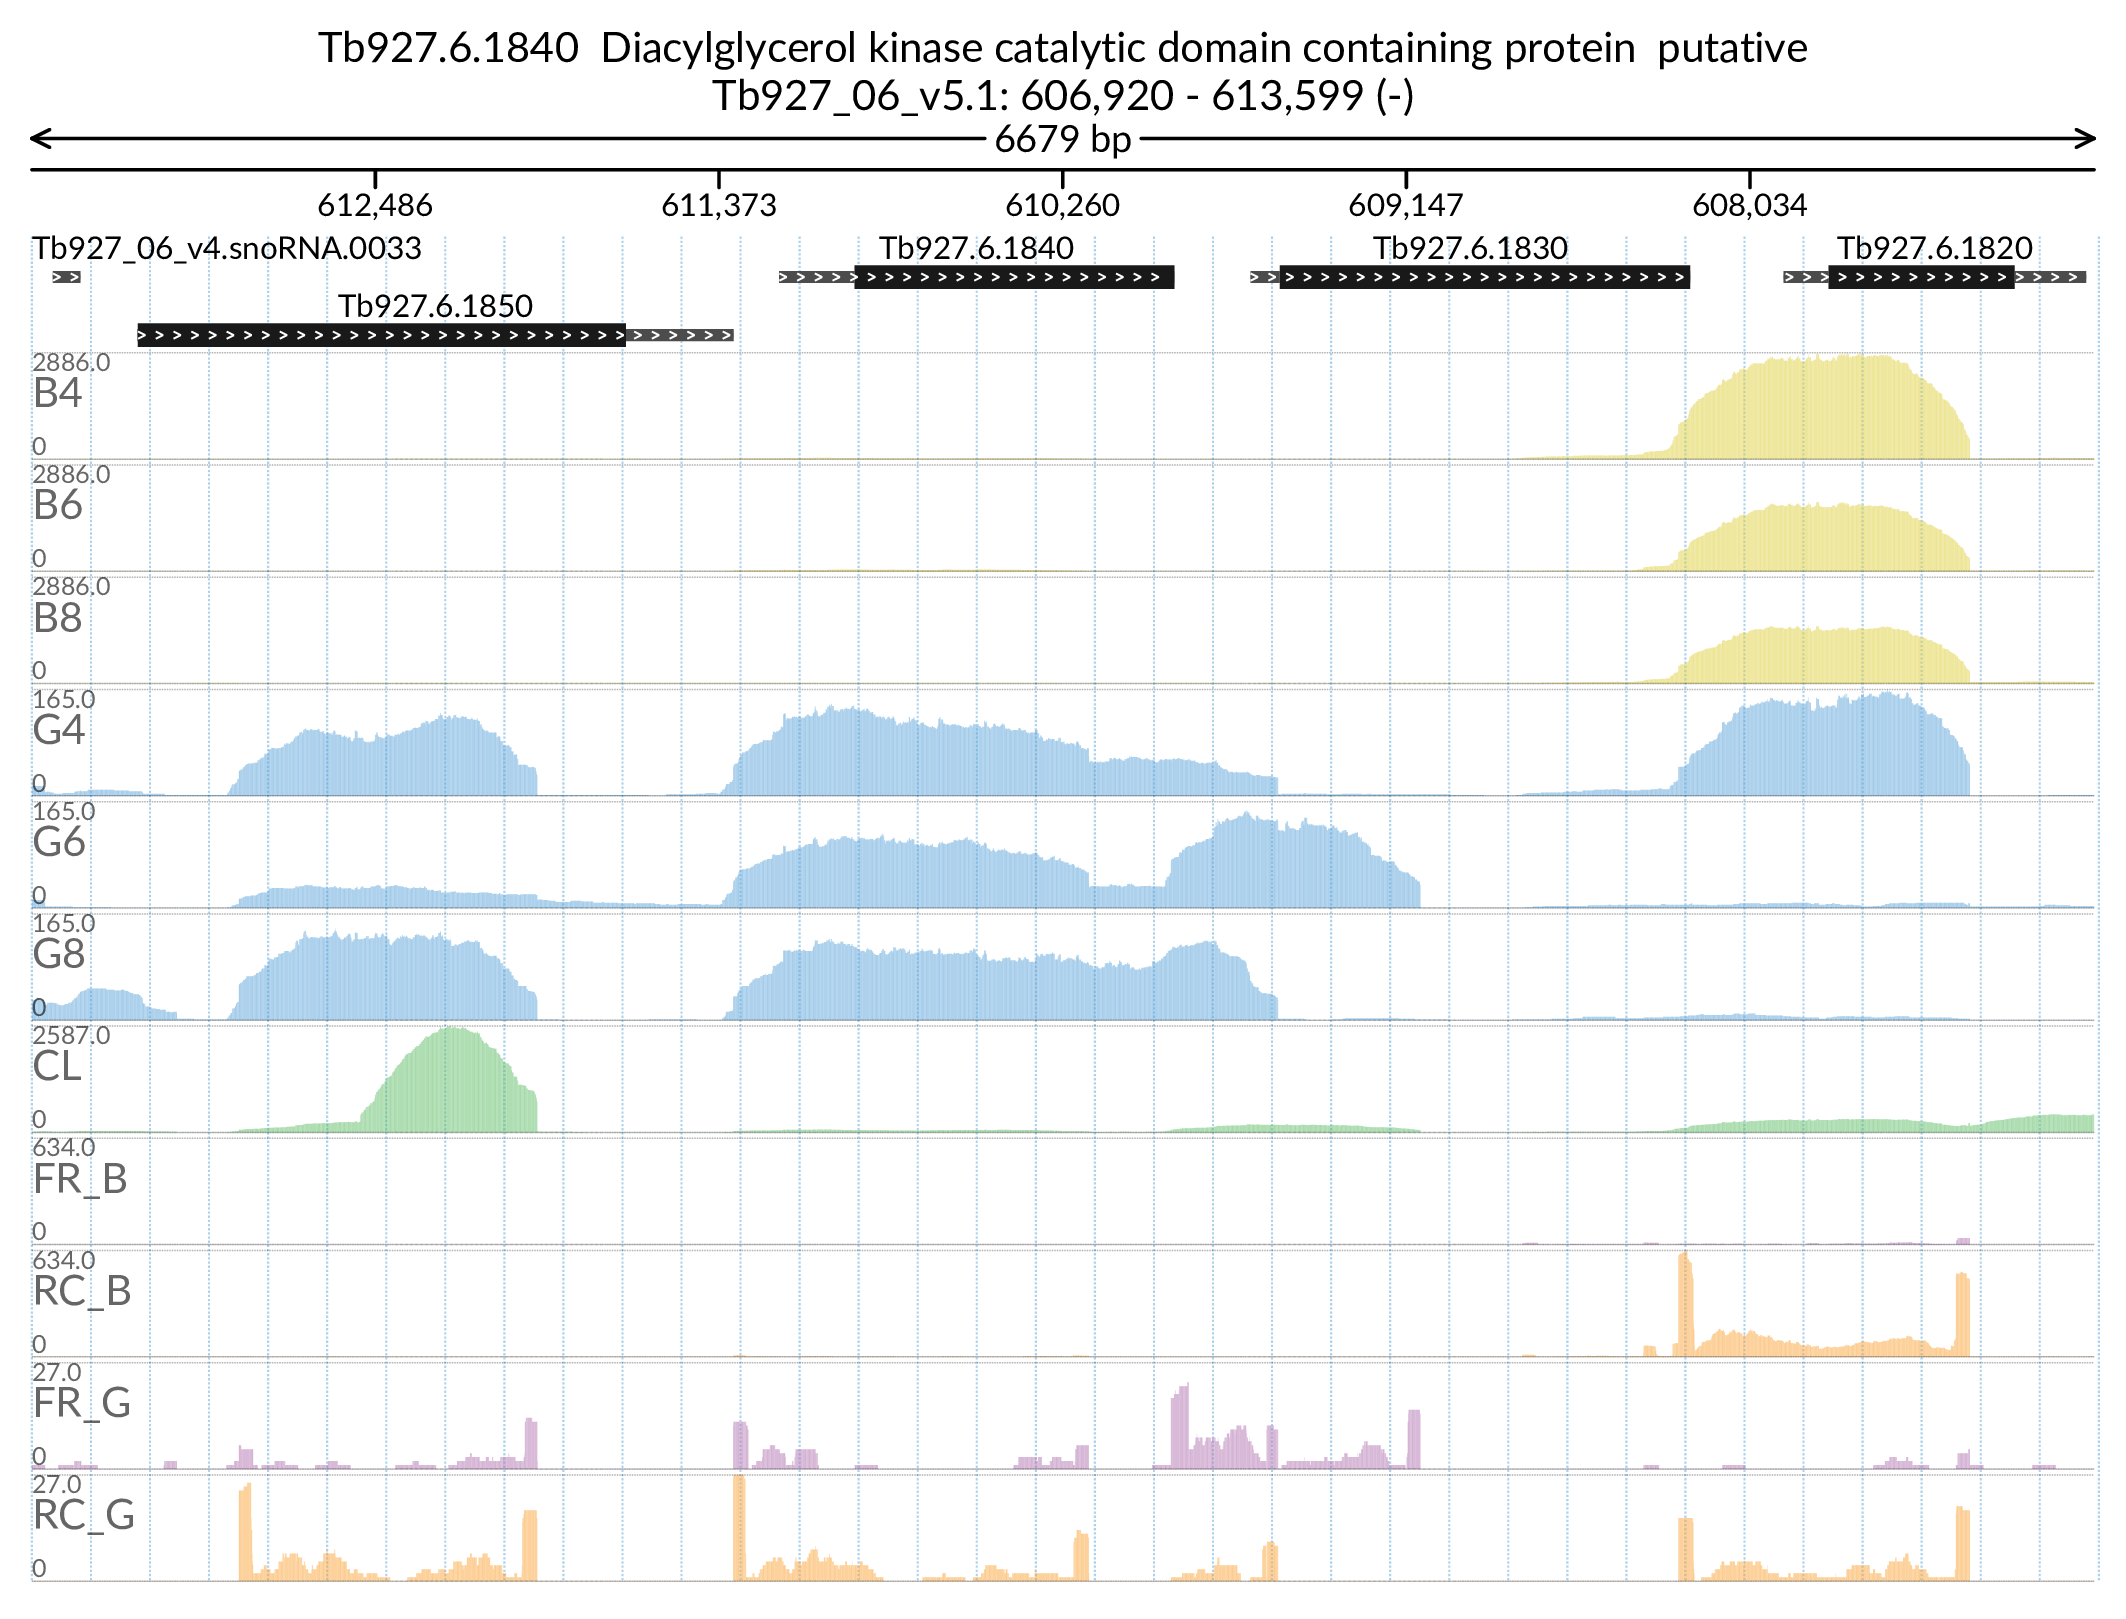 Tb927.6.1840  Diacylglycerol kinase catalytic domain containing protein  putative
Tb927_06_v5.1: 606,920 - 613,599 (-)
6679 bp
612,486 611,373 610,260 609,147 608,034
Tb927_06_v4.snoRNA.0033 Tb927.6.1840 Tb927.6.1830 Tb927.6.1820
Tb927.6.1850
2886.0
B4
0
2886.0
B6
0
2886.0
B8
0
165.0
G4
0
165.0
G6
0
165.0
G8
0
2587.0
CL
0
634.0
FR_B
0
634.0
RC_B
0
27.0
FR_G
0
27.0
RC_G
0